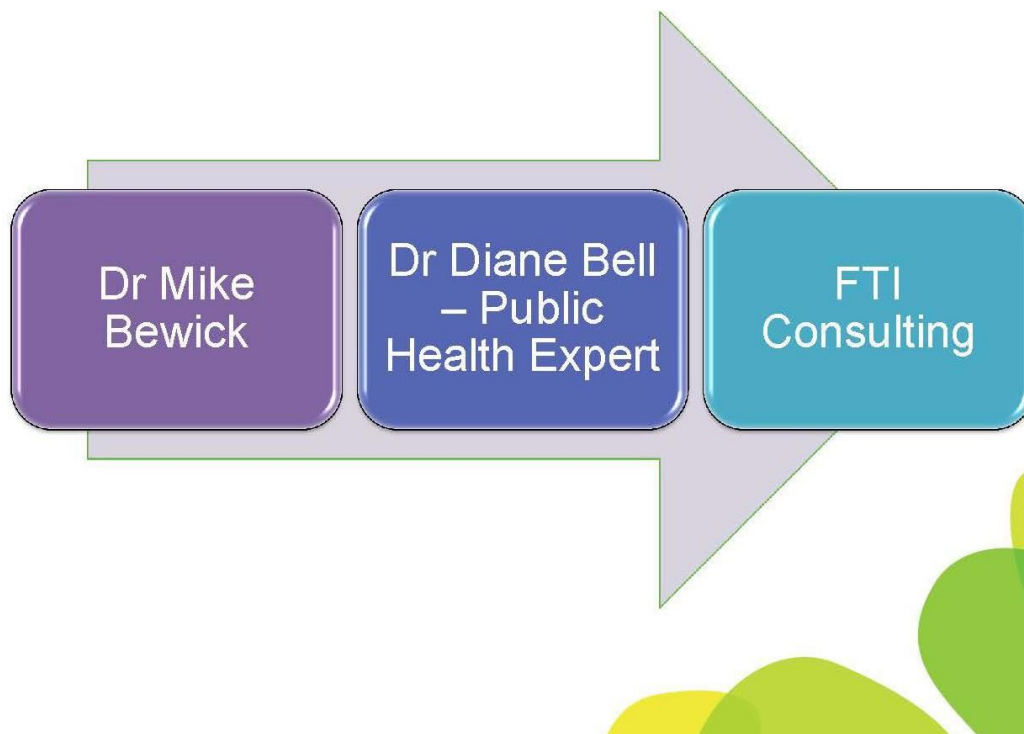 Dr Mike
Bewick
Dr Diane Bell
– Public
Health Expert
FTI
Consulting